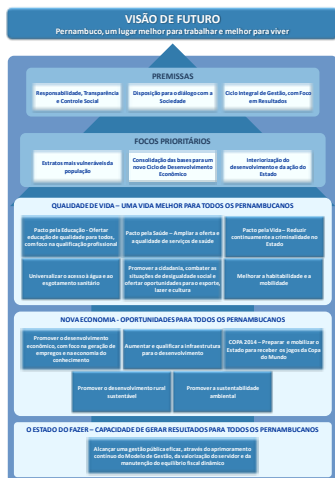 VISÃO DE FUTURO
Pernambuco, um lugar melhor para trabalhar e melhor para viver
PREMISSAS
Responsabilidade, Transparência
e Controle Social
Disposição para o diálogo com a
Sociedade
Ciclo Integral de Gestão, com Foco
em Resultados
FOCOS PRIORITÁRIOS
Estratos mais vulneráveis da
população
Consolidação das bases para um
novo Ciclo de Desenvolvimento
Econômico
Interiorização do
desenvolvimento e da ação do
Estado
QUALIDADE DE VIDA – UMA VIDA MELHOR PARA TODOS OS PERNAMBUCANOS
Pacto pela Educação - Ofertar
educação de qualidade para todos,
com foco na qualificação profissional
Pacto pela Saúde – Ampliar a oferta e
a qualidade de serviços de saúde
Pacto pela Vida – Reduzir
continuamente a criminalidade no
Estado
Universalizar o acesso à água e ao
esgotamento sanitário
Promover a cidadania, combater as
situações de desigualdade social e
ofertar oportunidades para o esporte,
lazer e cultura
Melhorar a habitabilidade e a
mobilidade
NOVA ECONOMIA - OPORTUNIDADES PARA TODOS OS PERNAMBUCANOS
Promover o desenvolvimento
econômico, com foco na geração de
empregos e na economia do
conhecimento
Aumentar e qualificar a infraestrutura
para o desenvolvimento
COPA 2014 – Preparar e mobilizar o
Estado para receber os jogos da Copa
do Mundo
Promover o desenvolvimento rural
sustentável
Promover a sustentabilidade
ambiental
O ESTADO DO FAZER – CAPACIDADE DE GERAR RESULTADOS PARA TODOS OS PERNAMBUCANOS
Alcançar uma gestão pública eficaz, através do aprimoramento
contínuo do Modelo de Gestão, da valorização do servidor e da
manutenção do equilíbrio fiscal dinâmico